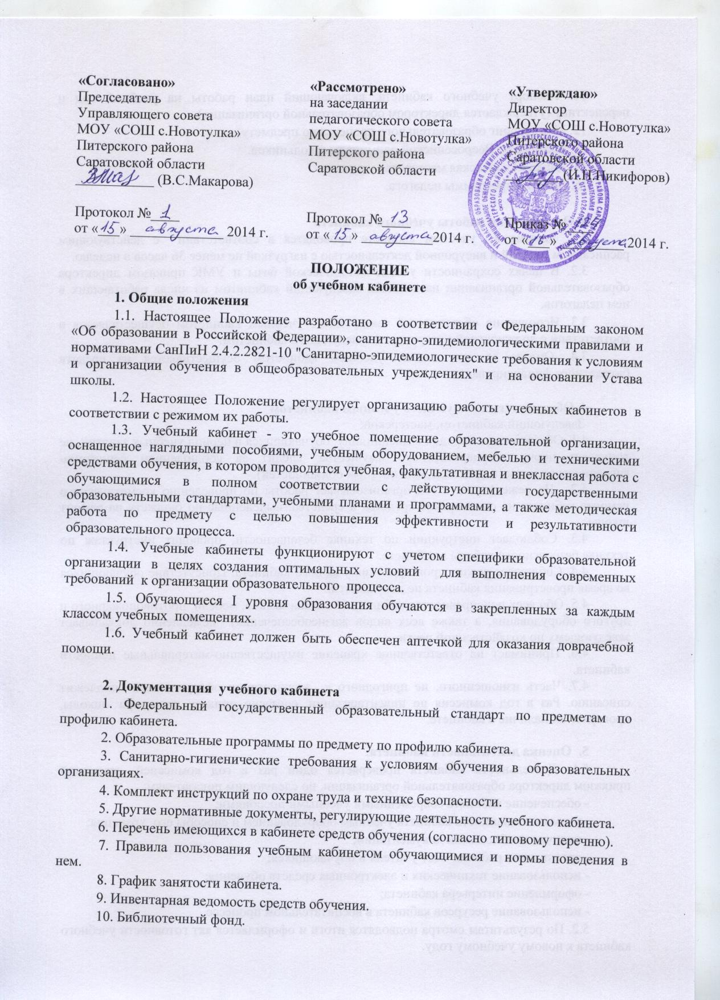 «Согласовано»
Председатель
Управляющего совета
МОУ «СОШ с.Новотулка»
Питерского района
Саратовской области
(В.С.Макарова)
Протокол № 1
от «15» августа 2014 г.
«Рассмотрено»
на заседании
педагогического совета
МОУ «СОШ с.Новотулка»
Питерского района
Саратовской области
Протокол № 13
от «15» августа 2014 г.
«Утверждаю»
Директор
МОУ «СОШ с.Новотулка»
Питерского района
Саратовской области
(И.П.Никифоров)
Приказ №
от «15» августа 2014 г.
ПОЛОЖЕНИЕ
об учебном кабинете
1. Общие положения
1.1. Настоящее Положение разработано в соответствии с Федеральным законом
«Об образовании в Российской Федерации», санитарно-эпидемиологическими правилами и
нормативами СанПиН 2.4.2.2821-10 "Санитарно-эпидемиологические требования к условиям
и организации обучения в общеобразовательных учреждениях" и на основании Устава
школы.
1.2. Настоящее Положение регулирует организацию работы учебных кабинетов в
соответствии с режимом их работы.
1.3. Учебный кабинет - это учебное помещение образовательной организации,
оснащенное наглядными пособиями, учебным оборудованием, мебелью и техническими
средствами обучения, в котором проводится учебная, факультативная и внеклассная работа с
обучающимися в полном соответствии с действующими государственными
образовательными стандартами, учебными планами и программами, а также методическая
работа по предмету с целью повышения эффективности и результативности
образовательного процесса.
1.4. Учебные кабинеты функционируют с учетом специфики образовательной
организации в целях создания оптимальных условий для выполнения современных
требований к организации образовательного процесса.
1.5. Обучающиеся I уровня образования обучаются в закрепленных за каждым
классом учебных помещениях.
1.6. Учебный кабинет должен быть обеспечен аптечкой для оказания доврачебной
помощи.
2. Документация учебного кабинета
1. Федеральный государственный образовательный стандарт по предметам по
профилю кабинета.
2. Образовательные программы по предмету по профилю кабинета.
3. Санитарно-гигиенические требования к условиям обучения в образовательных
организациях.
4. Комплект инструкций по охране труда и технике безопасности.
5. Другие нормативные документы, регулирующие деятельность учебного кабинета.
6. Перечень имеющихся в кабинете средств обучения (согласно типовому перечню).
7. Правила пользования учебным кабинетом обучающимися и нормы поведения в
нем.
8. График занятости кабинета.
9. Инвентарная ведомость средств обучения.
10. Библиотечный фонд.